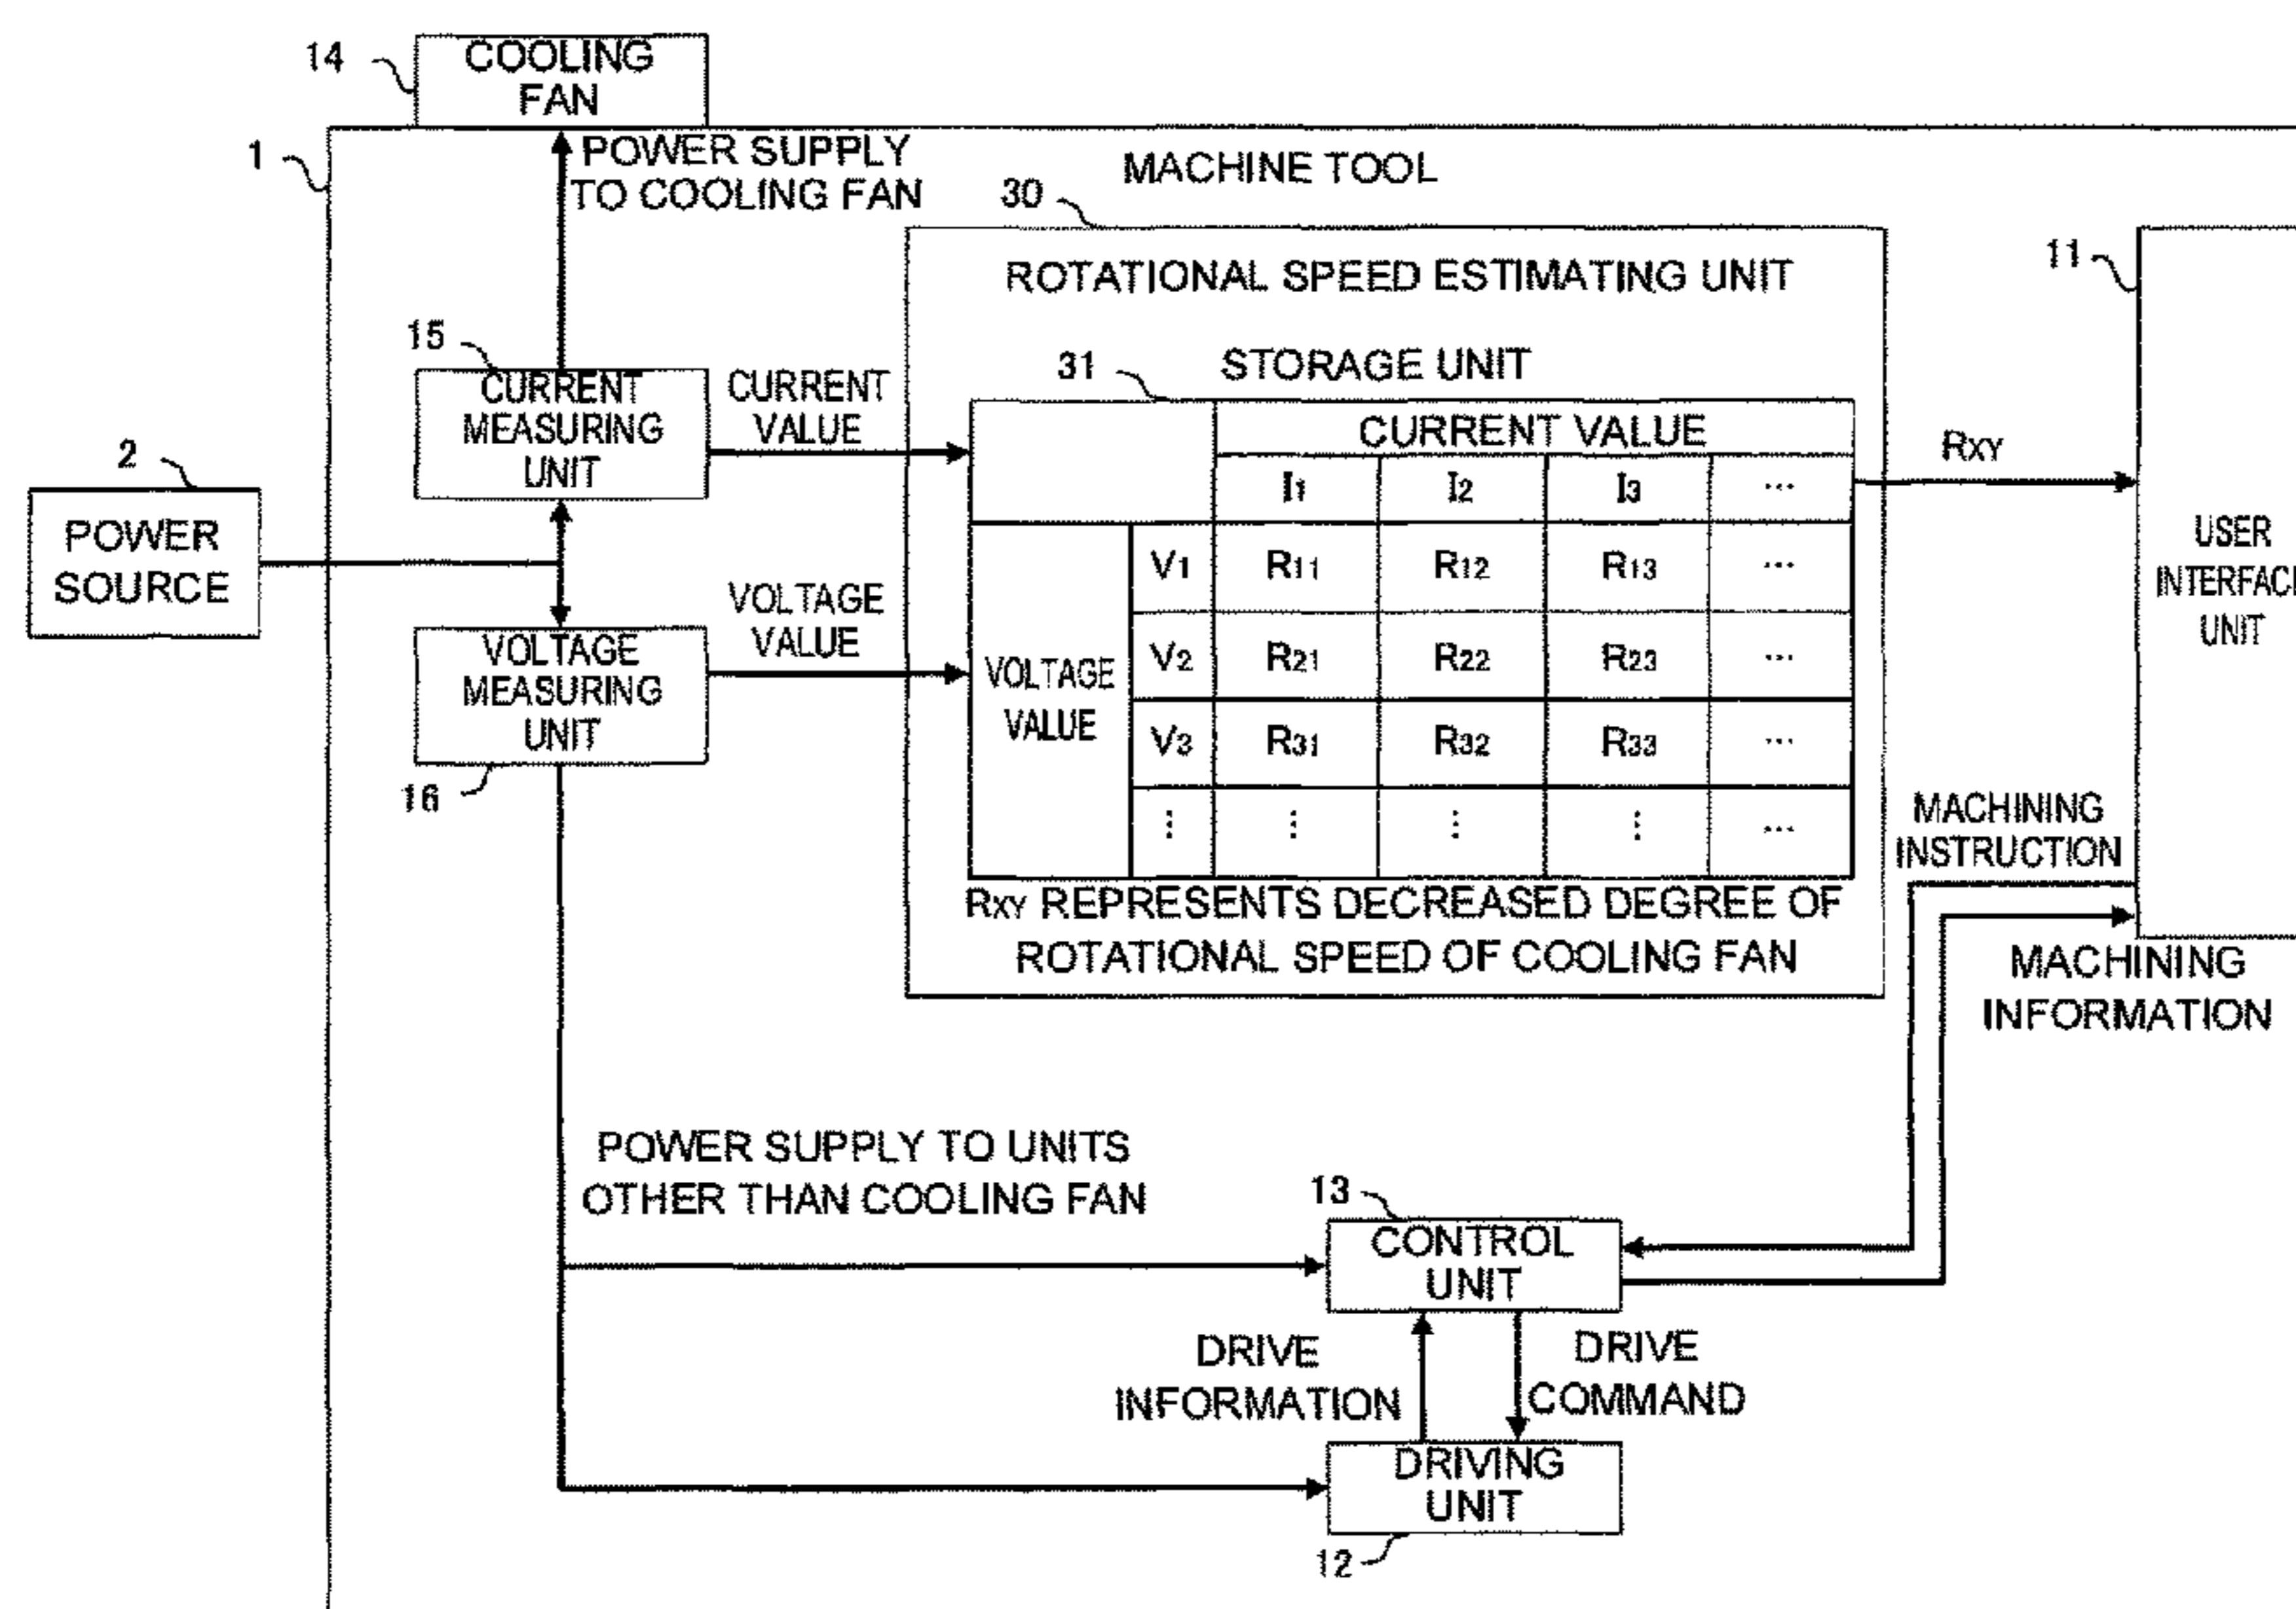 14
COOLING
FAN
1
POWER SUPPLY
TO COOLING FAN
MACHINE TOOL
30
ROTATIONAL SPEED ESTIMATING UNIT
11
15
CURRENT
MEASURING
UNIT
CURRENT
VALUE
31
STORAGE UNIT
CURRENT VALUE
I1 I2 I3 ...
RXY
2
POWER
SOURCE
VOLTAGE
MEASURING
UNIT
16
VOLTAGE
VALUE
VOLTAGE
VALUE
V1 R11 R12 R13 ...
V2 R21 R22 R23 ...
V3 R31 R32 R33 ...
⋮ ⋮ ⋮ ⋮ ...
RXY REPRESENTS DECREASED DEGREE OF
ROTATIONAL SPEED OF COOLING FAN
USER
INTERFAC
UNIT
MACHINING
INSTRUCTION
MACHINING
INFORMATION
POWER SUPPLY TO UNITS
OTHER THAN COOLING FAN
13
CONTROL
UNIT
DRIVE
INFORMATION
DRIVE
COMMAND
DRIVING
UNIT
12